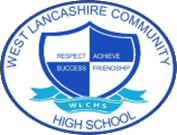 WEST LANCASHIRE COMMUNITY
RESPECT ACHIEVE
SUCCESS FRIENDSHIP
WLCHS
HIGH SCHOOL